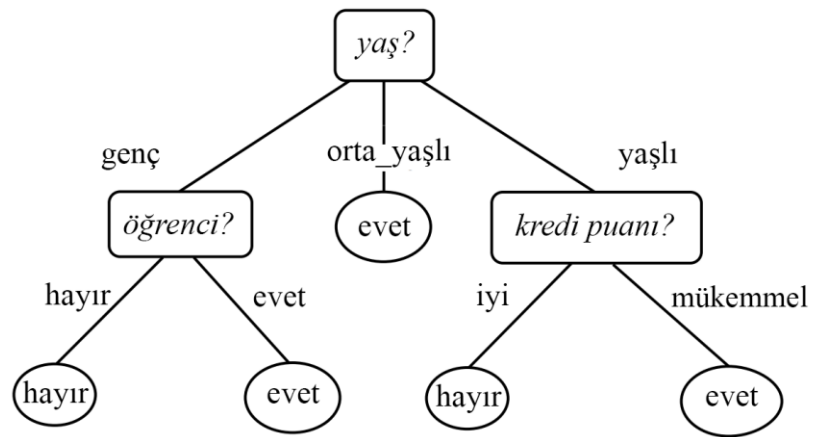 yaş?
genç
orta_yaşlı
yaşlı
öğrenci?
evet
kredi puanı?
hayır
evet
iyi
mükemmel
hayır
evet
hayır
evet